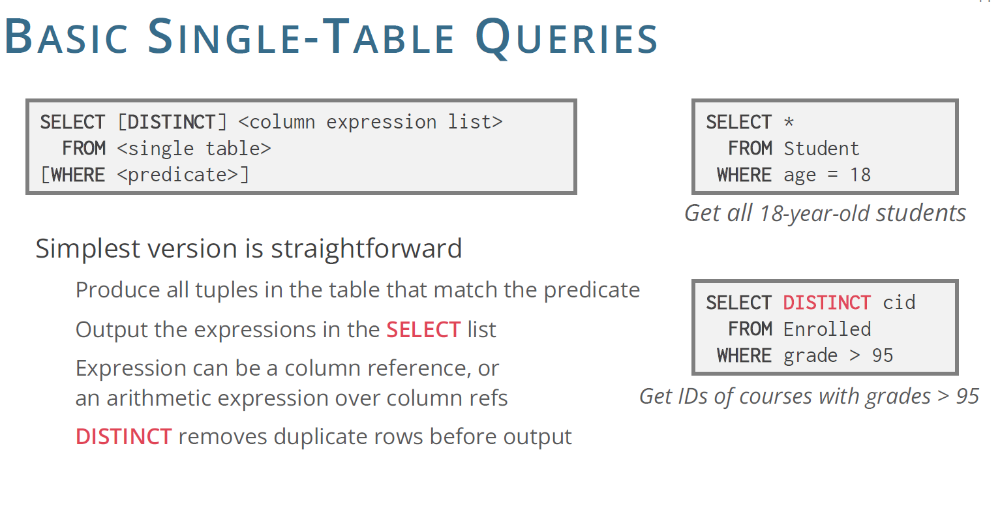 BASIC SINGLE-TABLE QUERIES
SELECT [DISTINCT] <column expression list>
FROM <single table>
[WHERE <predicate>]
Simplest version is straightforward
Produce all tuples in the table that match the predicate
Output the expressions in the SELECT list
Expression can be a column reference, or
an arithmetic expression over column refs
DISTINCT removes duplicate rows before output
SELECT *
FROM Student
WHERE age = 18
Get all 18-year-old students
SELECT DISTINCT cid
FROM Enrolled
WHERE grade > 95
Get IDs of courses with grades > 95